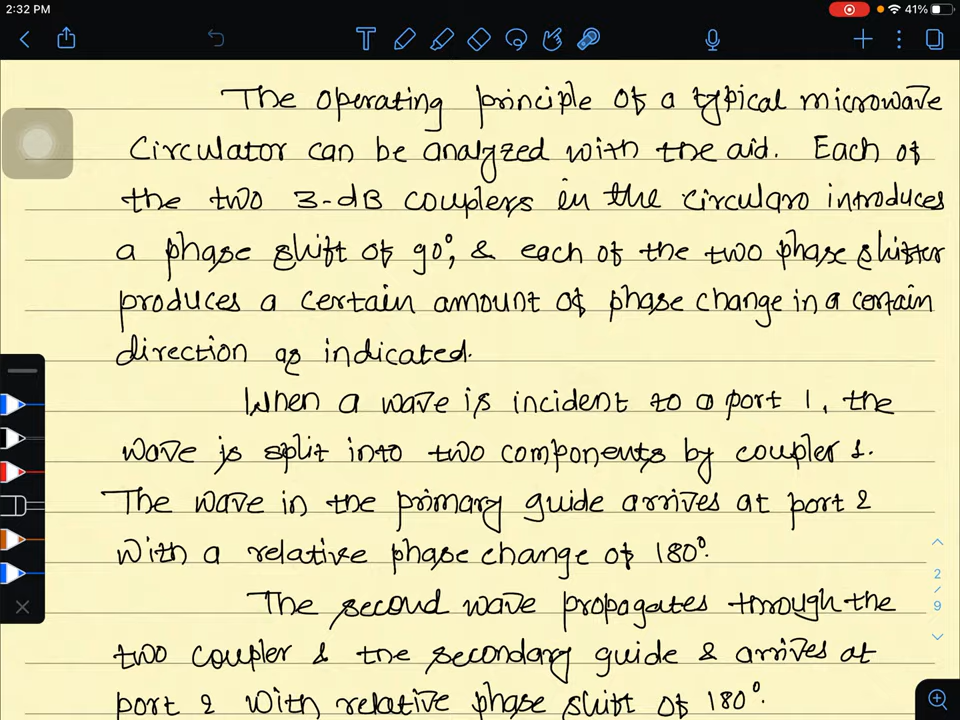 2:32 PM
41%
The operating principle of a typical microwave
Circulator can be analyzed with the aid. Each of
the two 3-dB couplers in the circularo introduces
a phase shift of 90°, & each of the two phase shifter
produces a certain amount of phase change in a certain
direction as indicated.
When a wave is incident to a port 1, the
wave is split into two components by coupler 1.
The wave in the primary guide arrives at port 2
with a relative phase change of 180°.
The second wave propagates through the
two coupler & the secondary guide & arrives at
port 2 with relative phase shift of 180°.
2
/
9